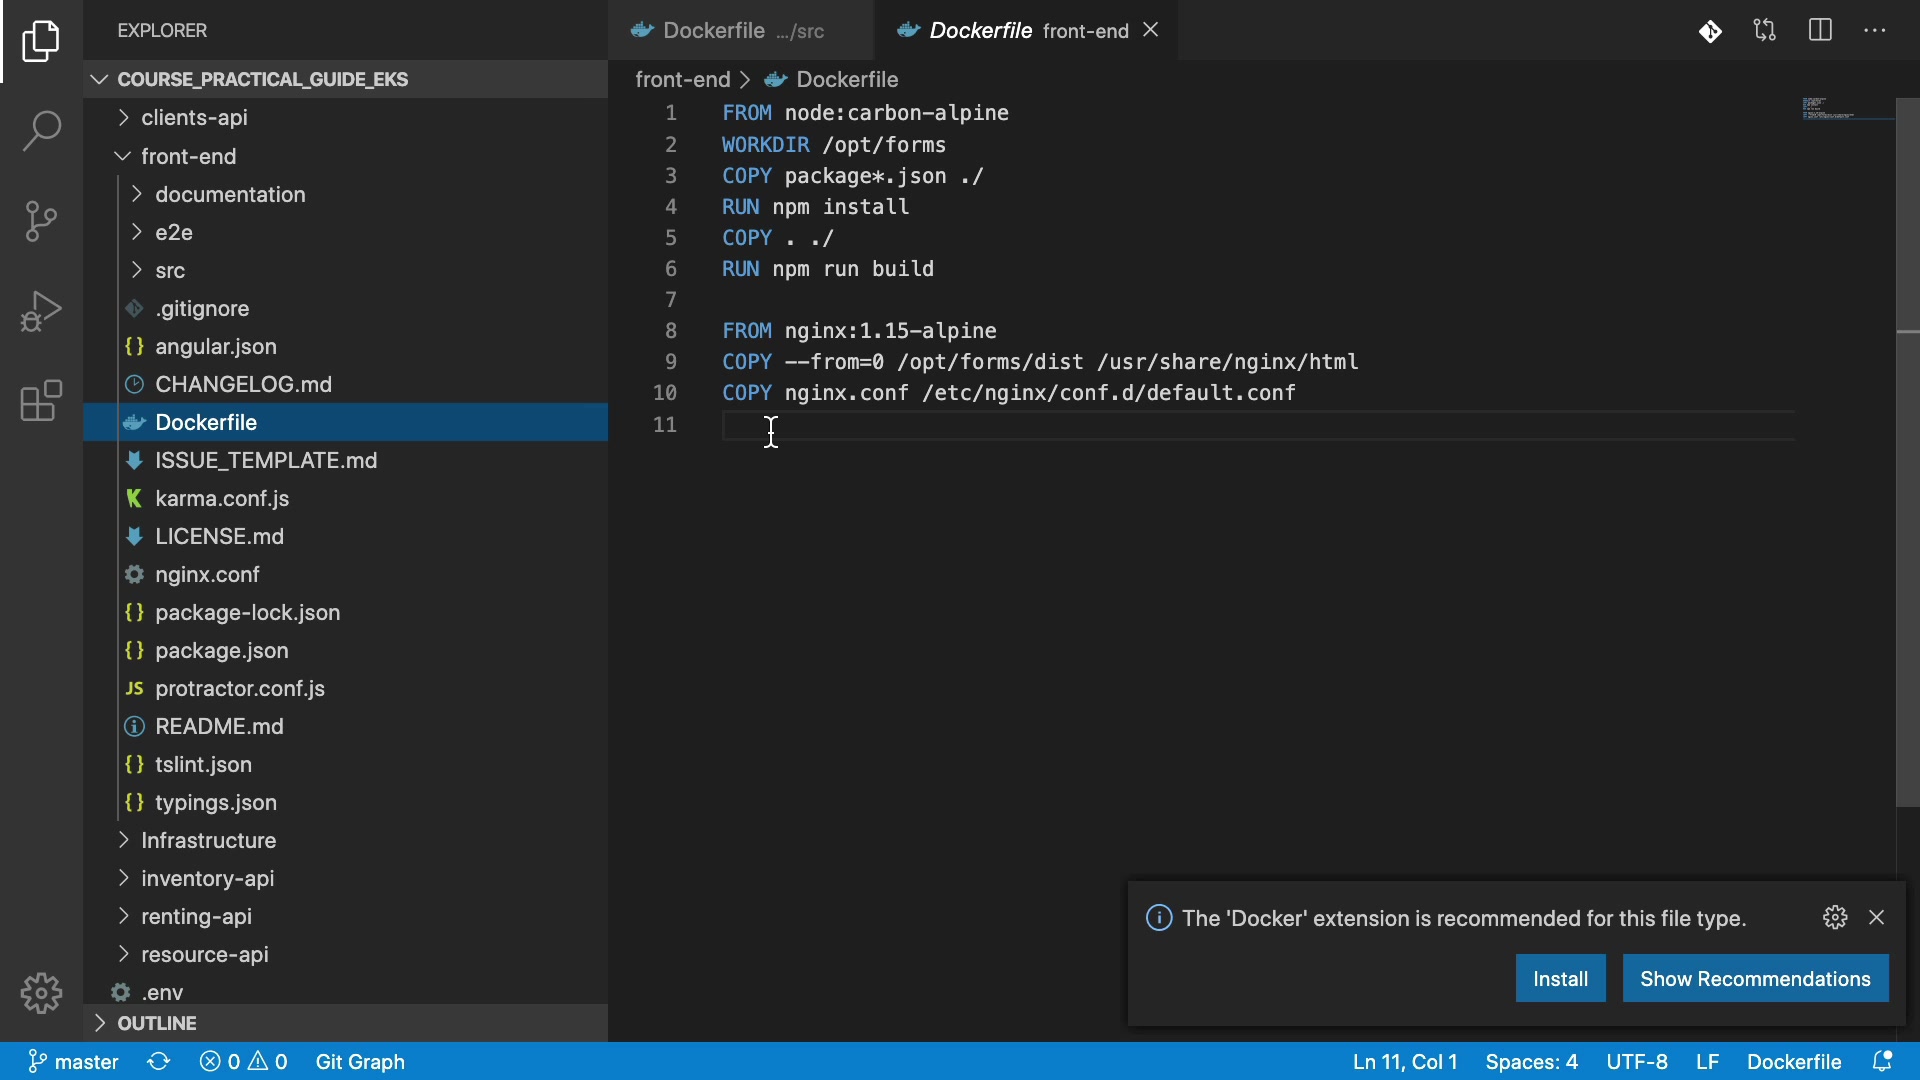 EXPLORER
COURSE_PRACTICAL_GUIDE_EKS
clients-api
front-end
documentation
e2e
src
.gitignore
{} angular.json
CHANGELOG.md
Dockerfile
ISSUE_TEMPLATE.md
karma.conf.js
LICENSE.md
nginx.conf
{} package-lock.json
{} package.json
JS protractor.conf.js
README.md
{} tslint.json
{} typings.json
Infrastructure
inventory-api
renting-api
resource-api
.env
OUTLINE
Dockerfile .../src
Dockerfile front-end
front-end > Dockerfile
1 FROM node:carbon-alpine
2 WORKDIR /opt/forms
3 COPY package*.json ./
4 RUN npm install
5 COPY . ./
6 RUN npm run build
7
8 FROM nginx:1.15-alpine
9 COPY --from=0 /opt/forms/dist /usr/share/nginx/html
10 COPY nginx.conf /etc/nginx/conf.d/default.conf
11
The 'Docker' extension is recommended for this file type.
Install
Show Recommendations
master 0 0 Git Graph
Ln 11, Col 1 Spaces: 4 UTF-8 LF Dockerfile